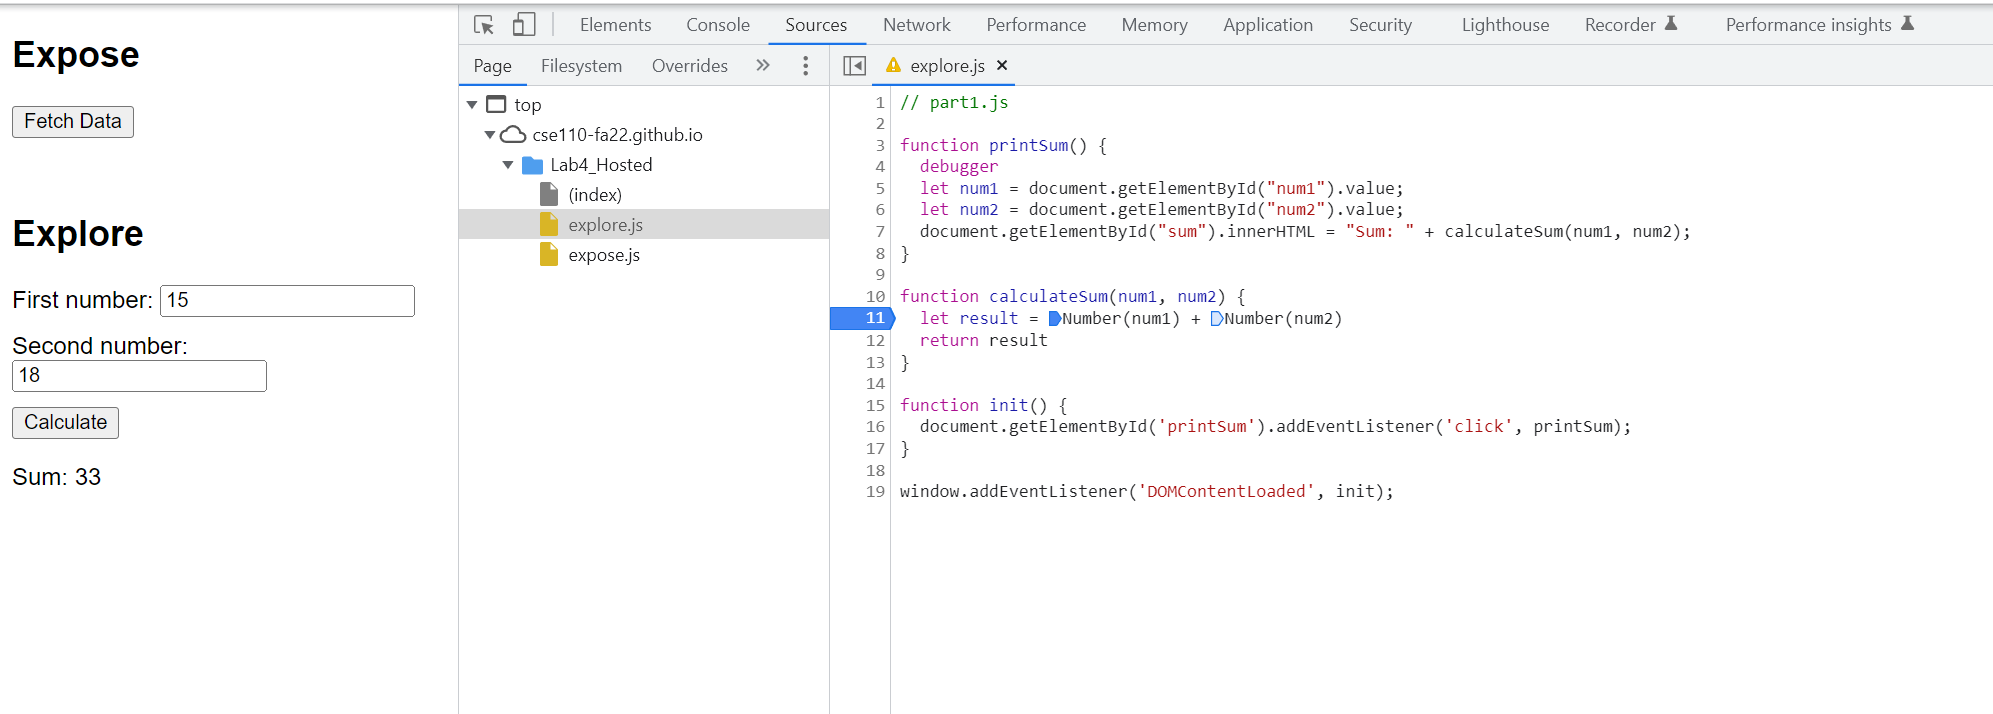 Expose
Fetch Data
Explore
First number: 15
Second number:
18
Calculate
Sum: 33
Elements Console Sources Network Performance Memory Application Security Lighthouse Recorder Performance insights
Page Filesystem Overrides »
top
cse110-fa22.github.io
Lab4_Hosted
(index)
explore.js
expose.js
explore.js ×
1 // part1.js
2
3 function printSum() {
4   debugger
5   let num1 = document.getElementById("num1").value;
6   let num2 = document.getElementById("num2").value;
7   document.getElementById("sum").innerHTML = "Sum: " + calculateSum(num1, num2);
8 }
9
10 function calculateSum(num1, num2) {
11   let result = Number(num1) + Number(num2)
12   return result
13 }
14
15 function init() {
16   document.getElementById('printSum').addEventListener('click', printSum);
17 }
18
19 window.addEventListener('DOMContentLoaded', init);